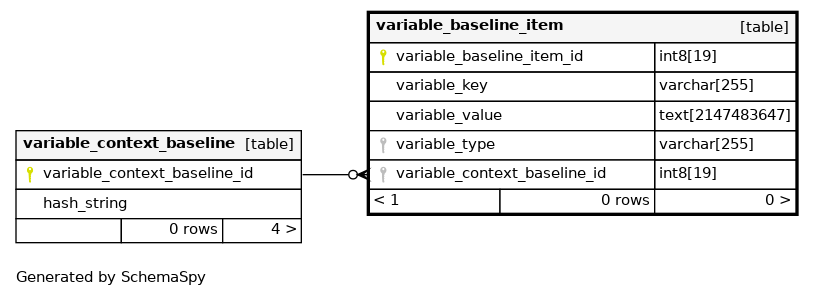 variable_baseline_item [table]
variable_baseline_item_id int8[19]
variable_key varchar[255]
variable_value text[2147483647]
variable_type varchar[255]
variable_context_baseline_id int8[19]
< 1 0 rows 0 >
variable_context_baseline [table]
variable_context_baseline_id
hash_string
0 rows 4 >
Generated by SchemaSpy